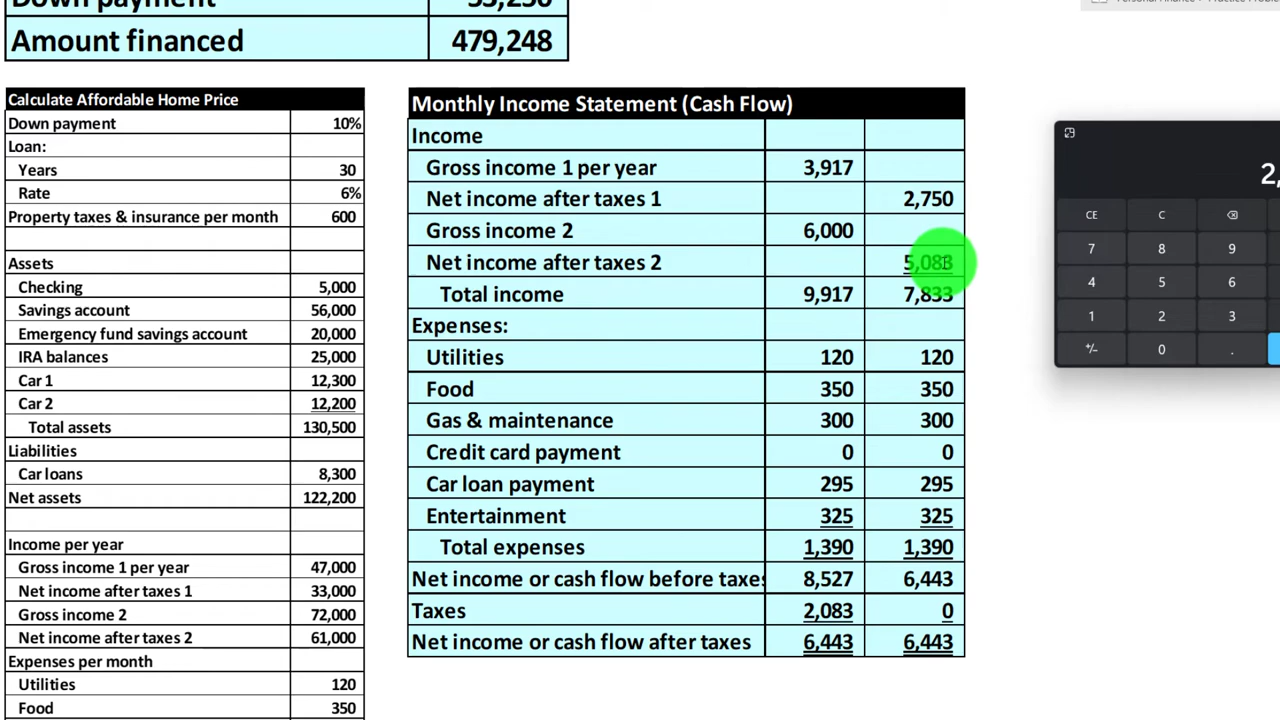 Down payment 53,250
Amount financed 479,248
Personal Finance • Practice Proble
Calculate Affordable Home Price
Down payment 10%
Loan:
Years 30
Rate 6%
Property taxes & insurance per month 600
Assets
Checking 5,000
Savings account 56,000
Emergency fund savings account 20,000
IRA balances 25,000
Car 1 12,300
Car 2 12,200
Total assets 130,500
Liabilities
Car loans 8,300
Net assets 122,200
Income per year
Gross income 1 per year 47,000
Net income after taxes 1 33,000
Gross income 2 72,000
Net income after taxes 2 61,000
Expenses per month
Utilities 120
Food 350
Monthly Income Statement (Cash Flow)
Income
Gross income 1 per year 3,917
Net income after taxes 1 2,750
Gross income 2 6,000
Net income after taxes 2 5,083
Total income 9,917 7,833
Expenses:
Utilities 120 120
Food 350 350
Gas & maintenance 300 300
Credit card payment 0 0
Car loan payment 295 295
Entertainment 325 325
Total expenses 1,390 1,390
Net income or cash flow before taxes 8,527 6,443
Taxes 2,083 0
Net income or cash flow after taxes 6,443 6,443
2,
CE C
7 8 9
4 5 6
1 2 3
+/- 0 .